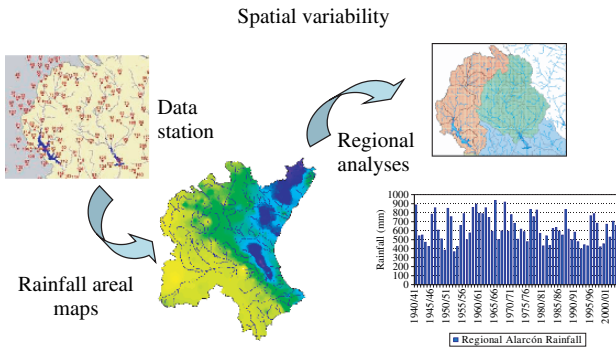 Spatial variability
Data
station
Regional
analyses
Rainfall areal
maps
Rainfall (mm)
1000
900
800
700
600
500
400
300
200
100
0
1940/41
1945/46
1950/51
1955/56
1960/61
1965/66
1970/71
1975/76
1980/81
1985/86
1990/91
1995/96
2000/01
Regional Alarcón Rainfall